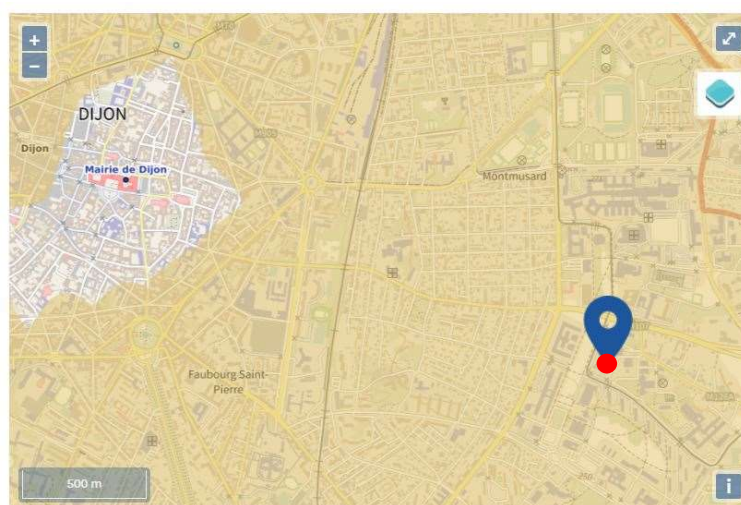 +
−
DIJON
Dijon
Mairie de Dijon
Montmusard
Faubourg Saint-
Pierre
500 m
i